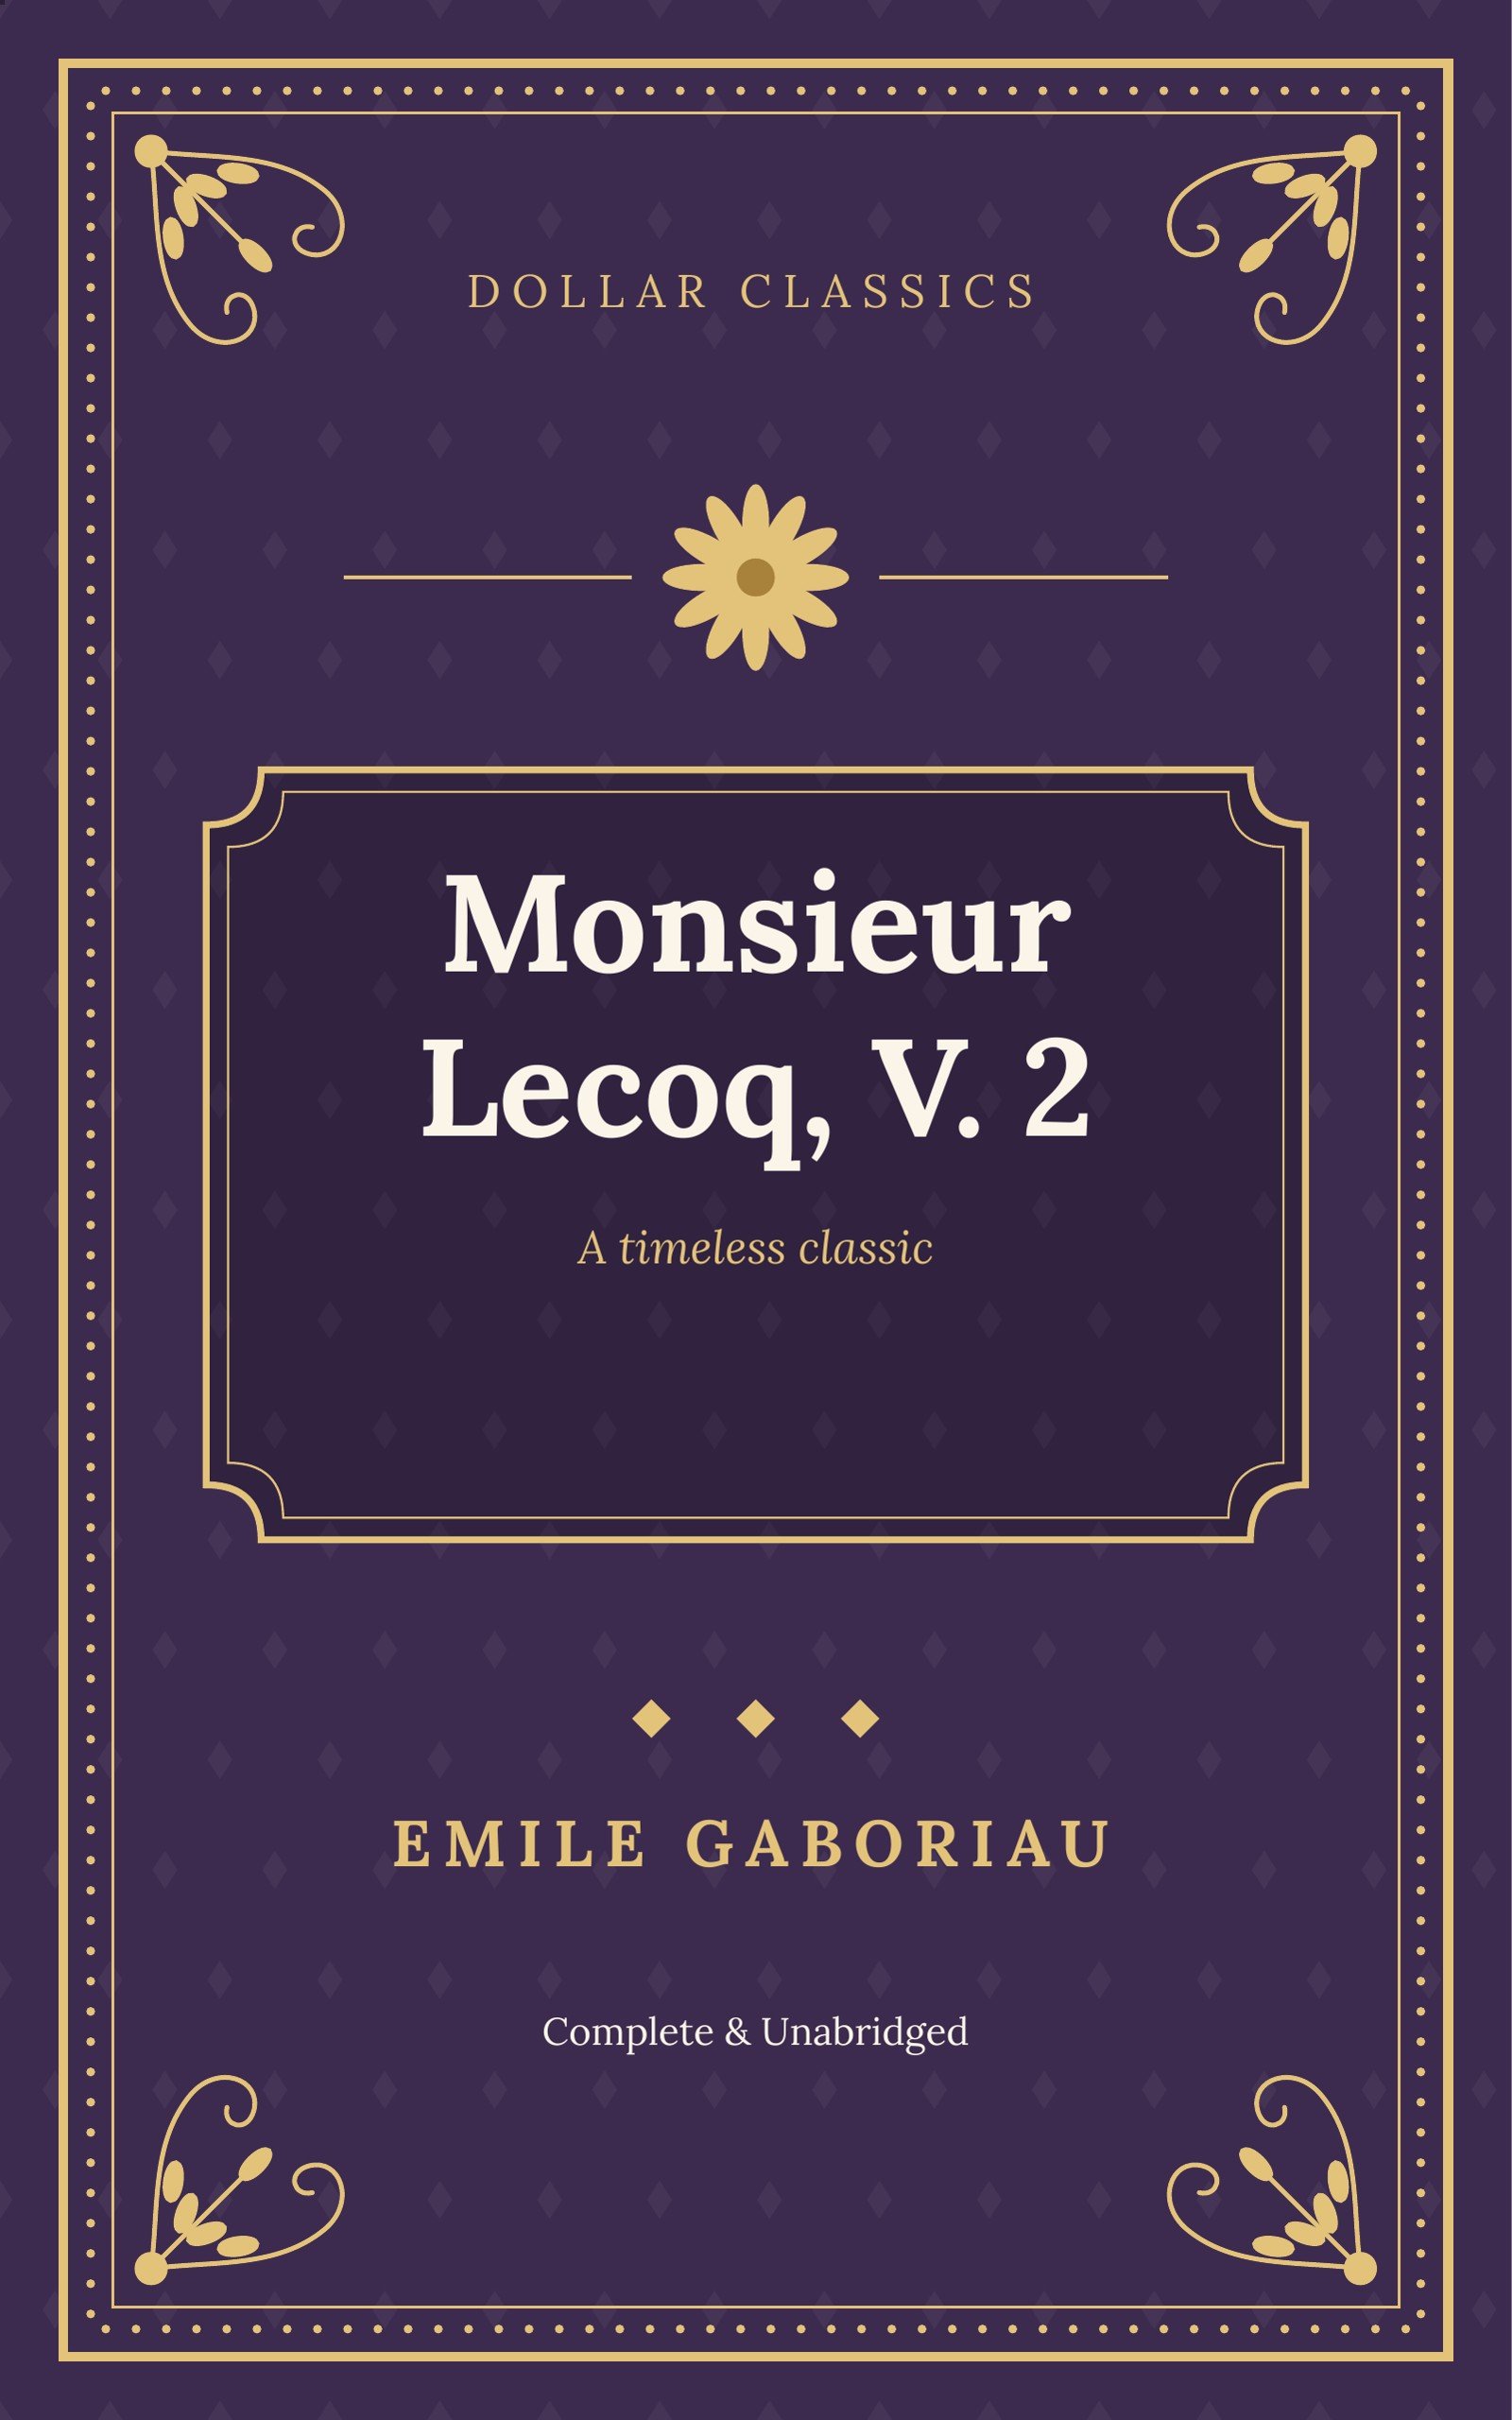 DOLLAR CLASSICS
Monsieur
Lecoq, V. 2
A timeless classic
EMILE GABORIAU
Complete & Unabridged